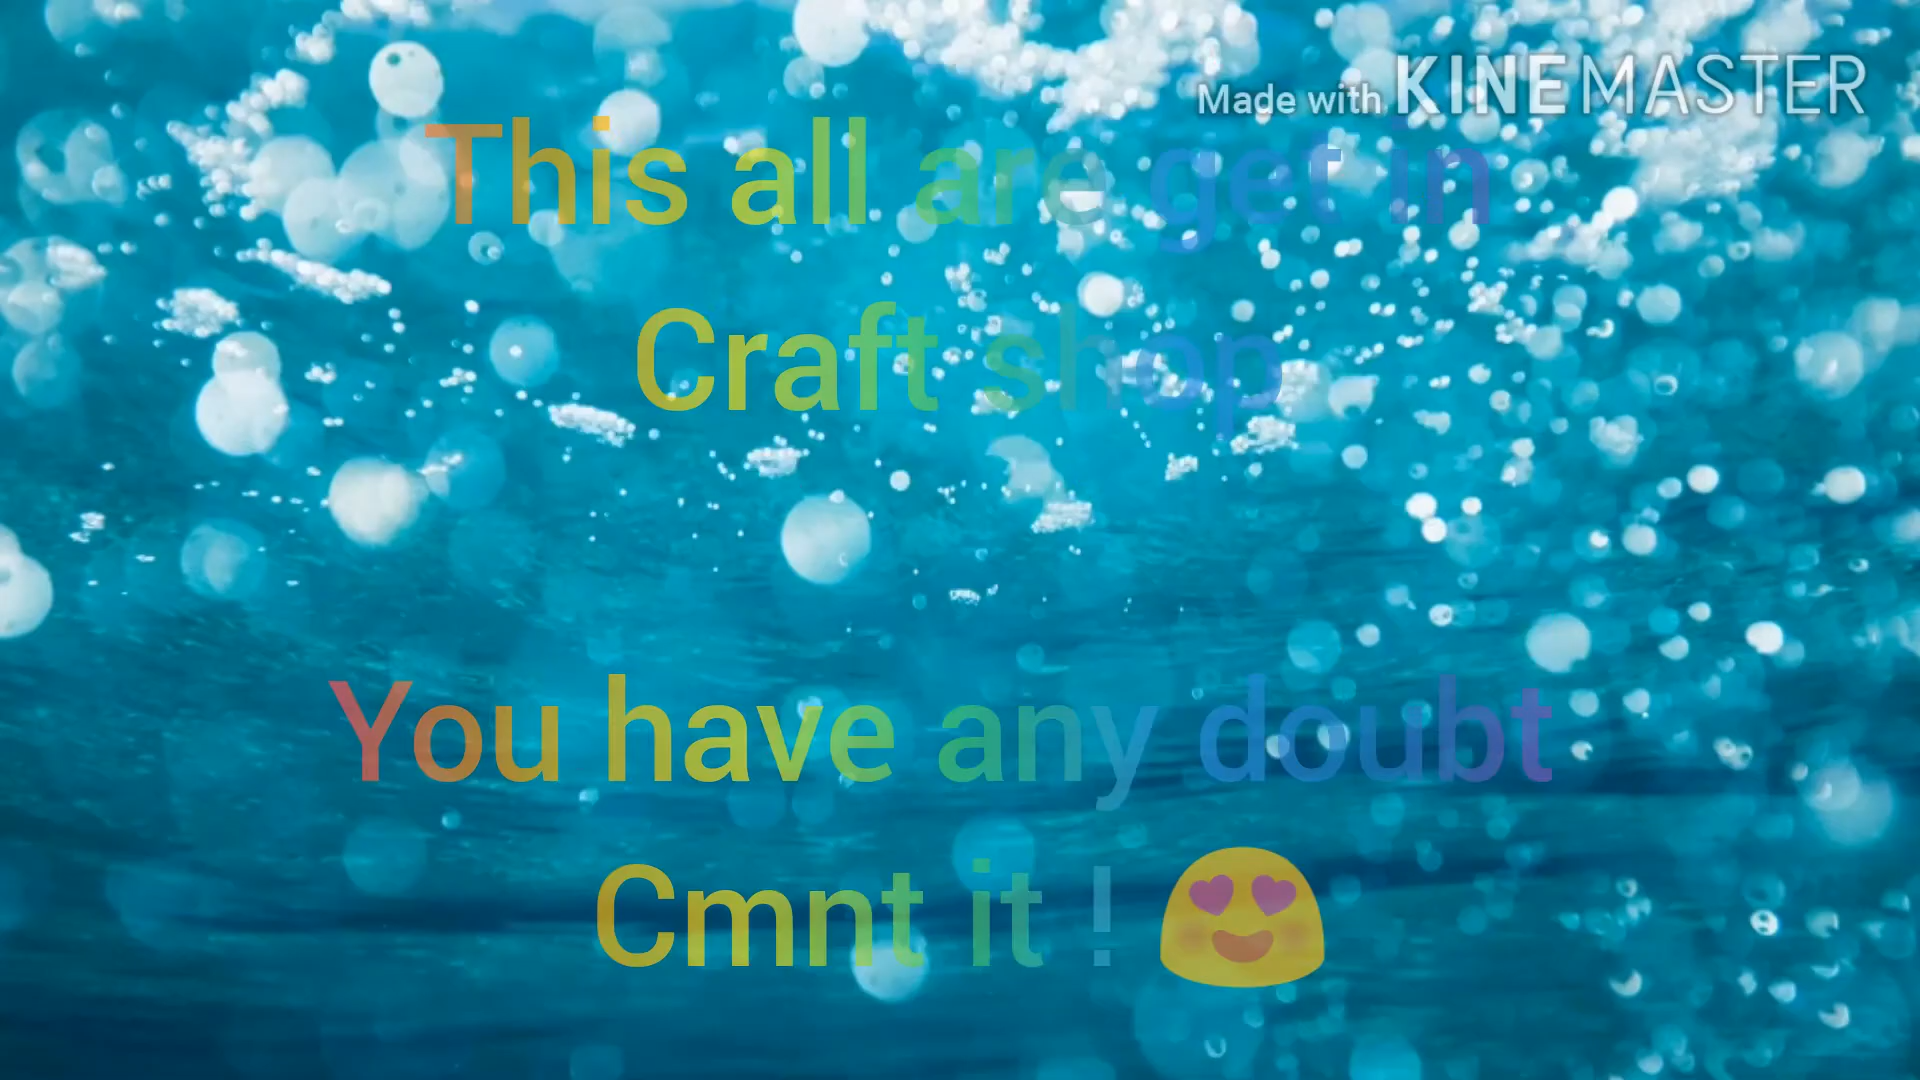 Made with KINEMASTER
This all are get in
Craft shop
You have any doubt
Cmnt it ! 😍